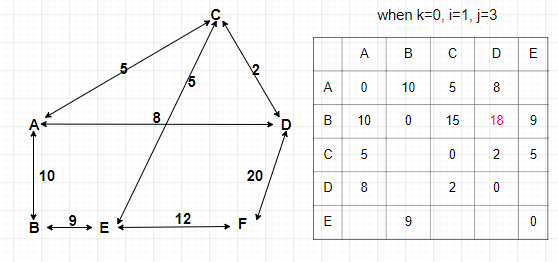 when k=0, i=1, j=3
C
5
5
2
A
8
D
10
20
B
9
E
12
F
A B C D E
A 0 10 5 8
B 10 0 15 18 9
C 5 0 2 5
D 8 2 0
E 9 0